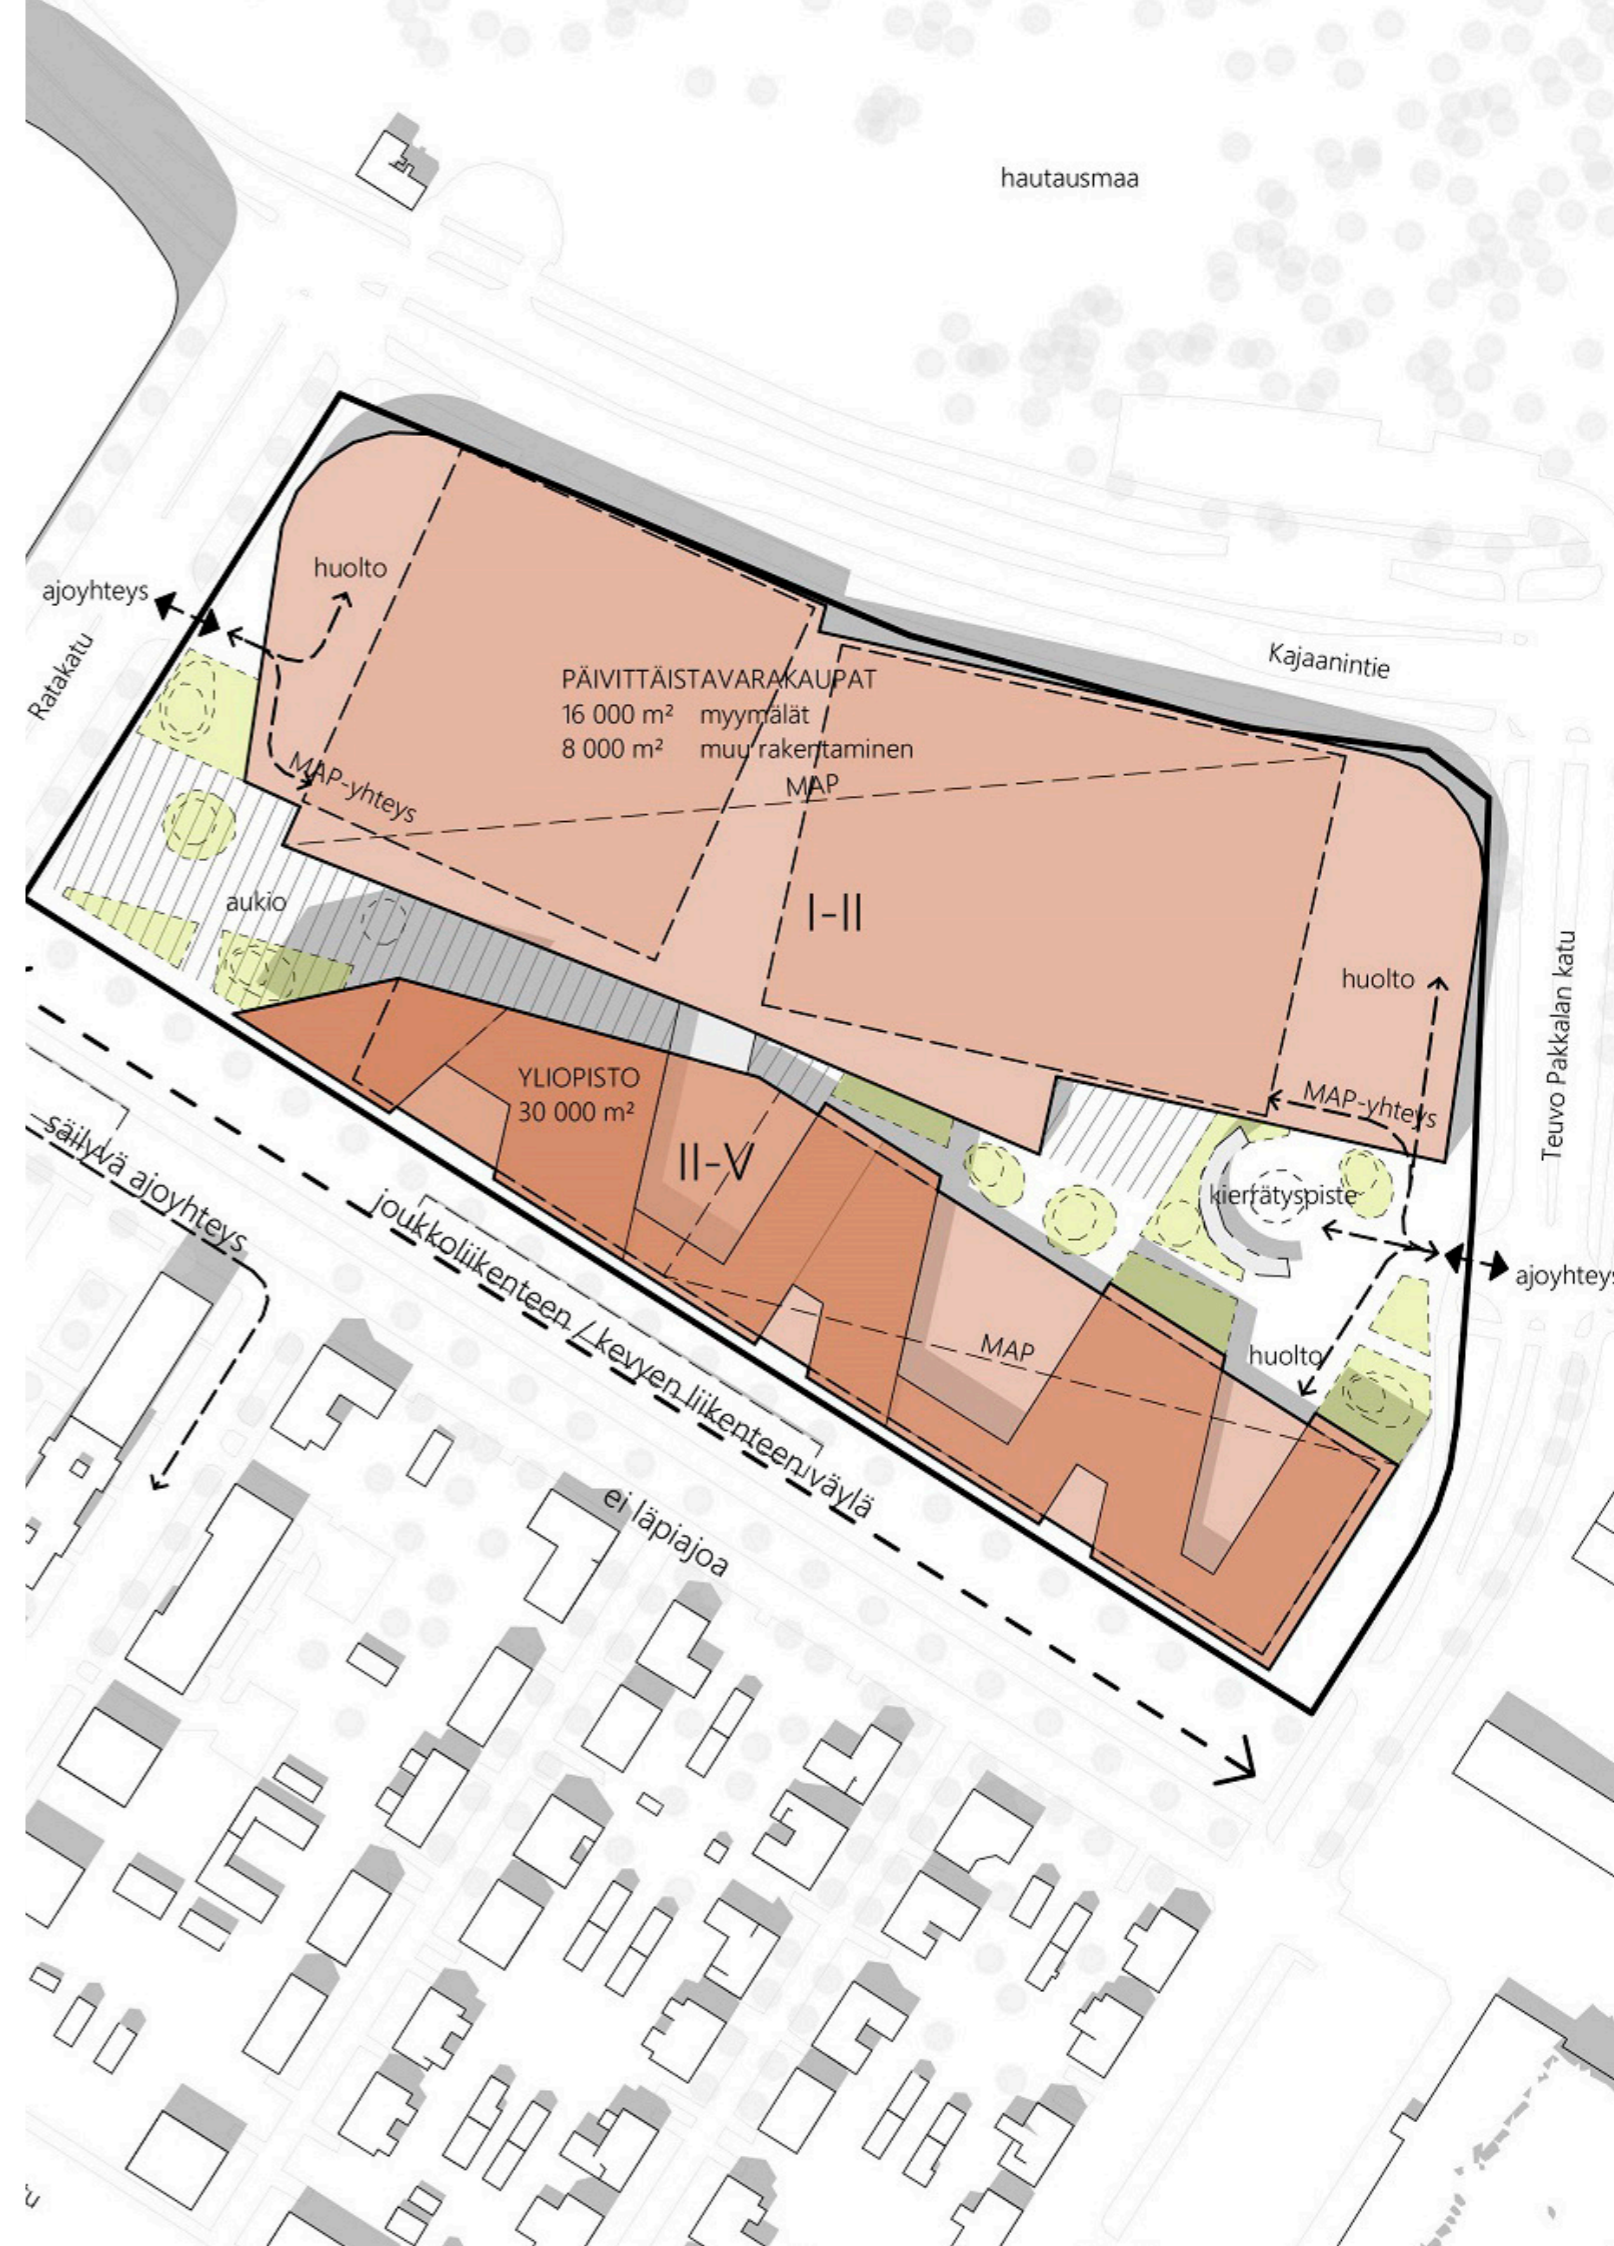 hautausmaa
huolto
ajoyhteys
Ratakatu
Kajaanintie
PÄIVITTÄISTAVARAKAUPAT
16 000 m² myymälät
8 000 m² muu rakentaminen
MAP
MAP-yhteys
I-II
aukio
huolto
Teuvo Pakkalan katu
YLIOPISTO
30 000 m²
MAP-yhteys
II-V
säilyvä ajoyhteys
kierrätyspiste
joukkoliikenteen / kevyen liikenteen väylä
ajoyhteys
MAP
huolto
ei läpiajoa